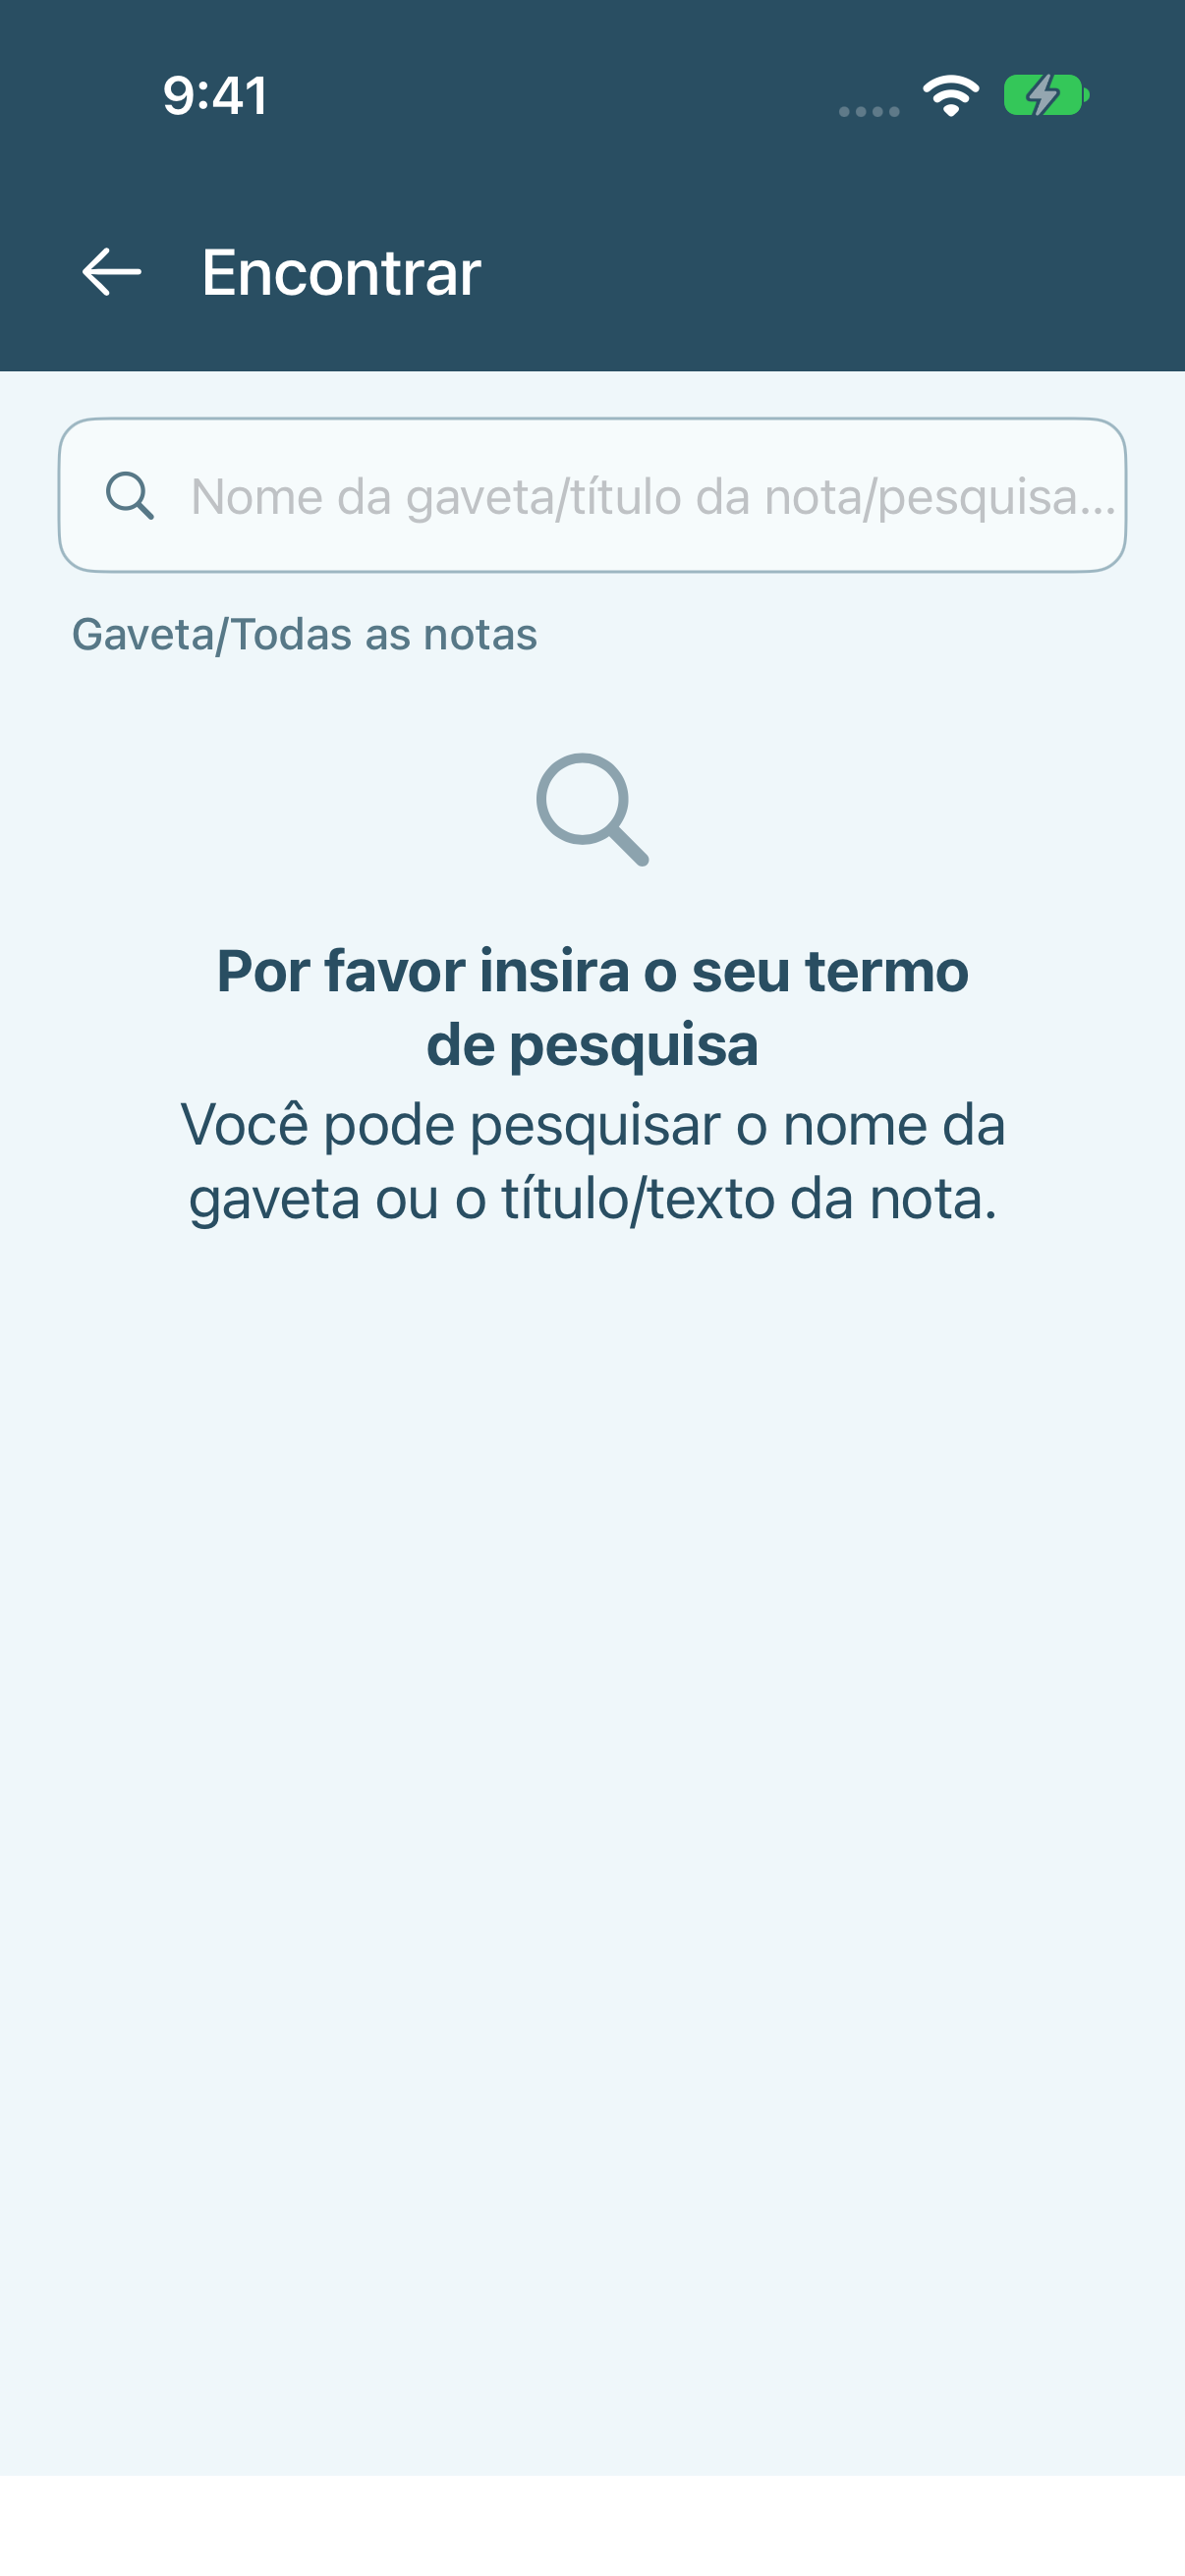 9:41
Encontrar
Nome da gaveta/título da nota/pesquisa...
Gaveta/Todas as notas
Por favor insira o seu termo
de pesquisa
Você pode pesquisar o nome da
gaveta ou o título/texto da nota.